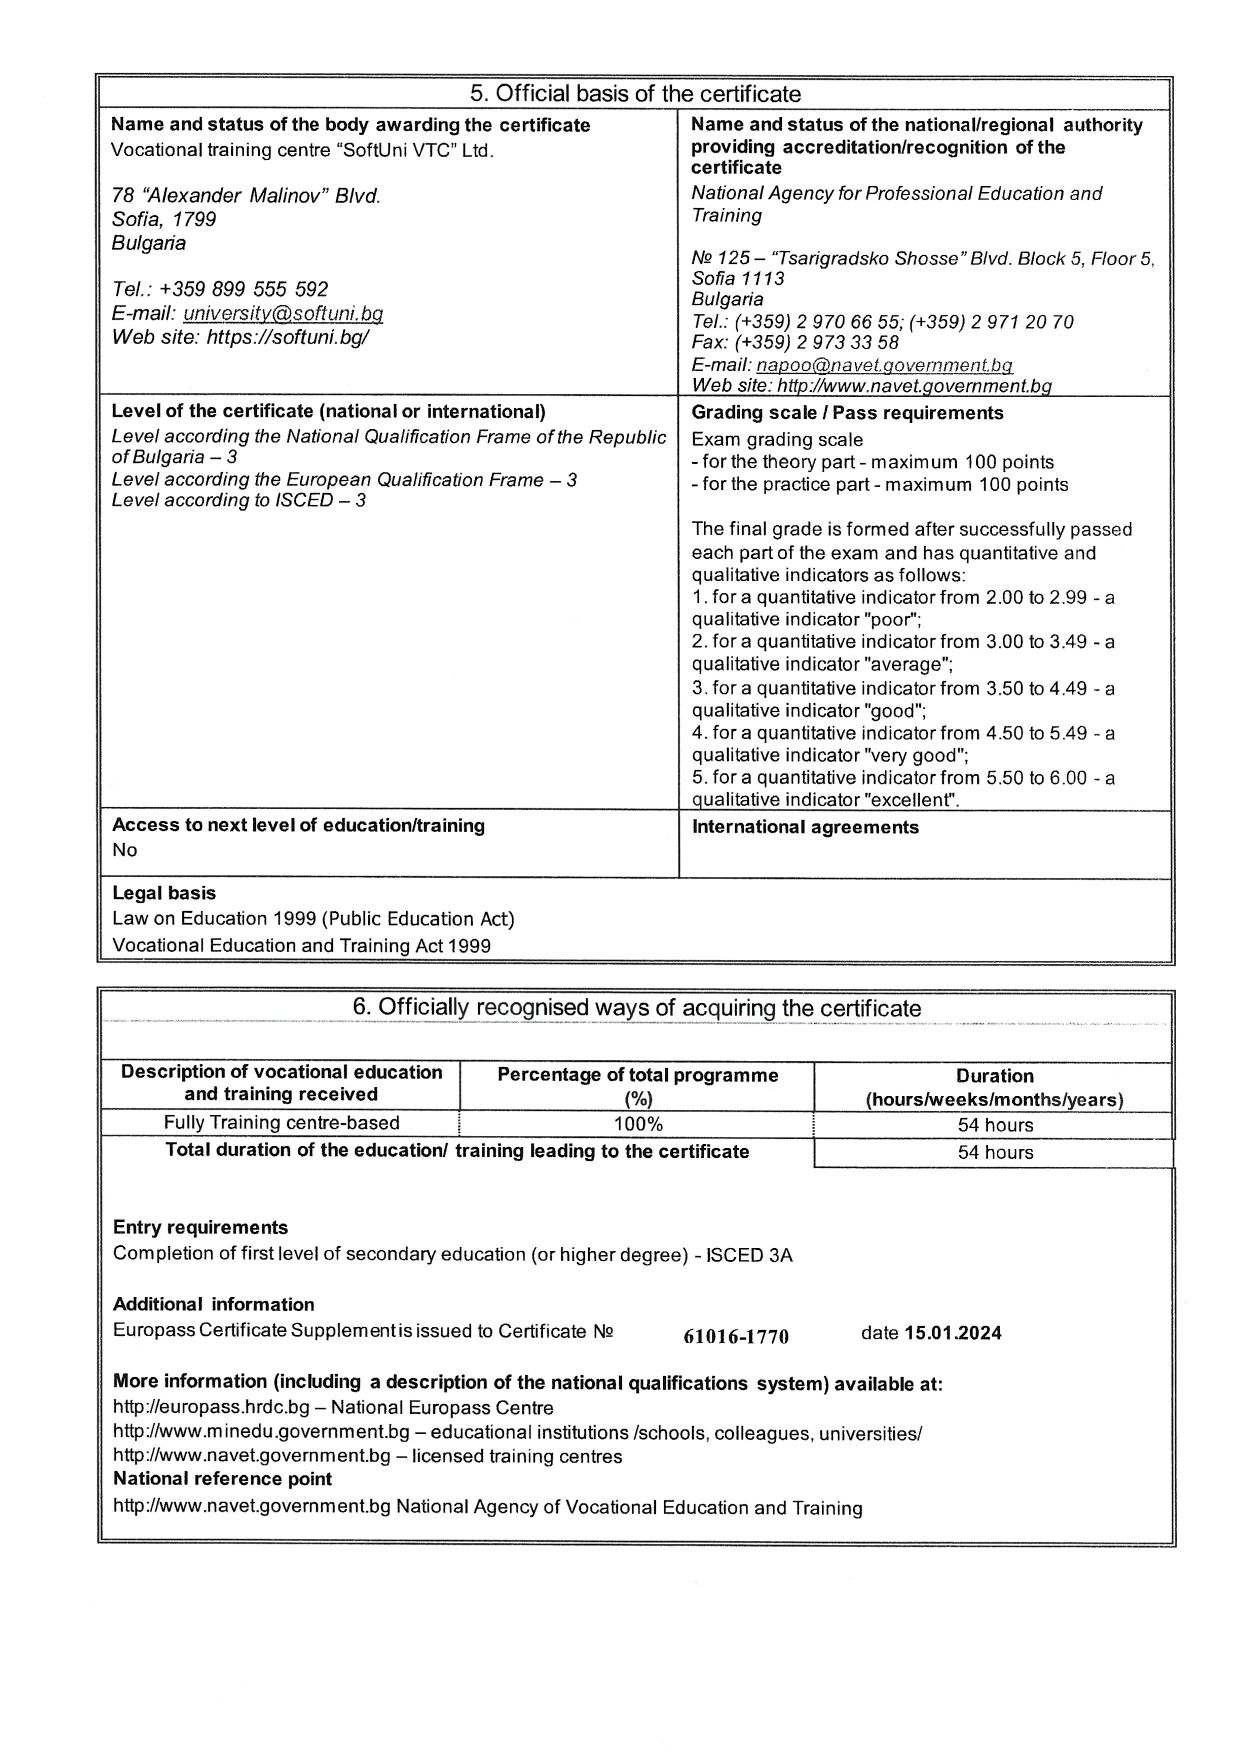 5. Official basis of the certificate
Name and status of the body awarding the certificate
Vocational training centre “SoftUni VTC” Ltd.
78 “Alexander Malinov” Blvd.
Sofia, 1799
Bulgaria
Tel.: +359 899 555 592
E-mail: university@softuni.bg
Web site: https://softuni.bg/
Name and status of the national/regional authority
providing accreditation/recognition of the
certificate
National Agency for Professional Education and
Training
№ 125 – “Tsarigradsko Shosse” Blvd. Block 5, Floor 5,
Sofia 1113
Bulgaria
Tel.: (+359) 2 970 66 55; (+359) 2 971 20 70
Fax: (+359) 2 973 33 58
E-mail: napoo@navet.government.bg
Web site: http://www.navet.government.bg
Level of the certificate (national or international)
Level according the National Qualification Frame of the Republic
of Bulgaria – 3
Level according the European Qualification Frame – 3
Level according to ISCED – 3
Grading scale / Pass requirements
Exam grading scale
- for the theory part - maximum 100 points
- for the practice part - maximum 100 points
The final grade is formed after successfully passed
each part of the exam and has quantitative and
qualitative indicators as follows:
1. for a quantitative indicator from 2.00 to 2.99 - a
qualitative indicator "poor";
2. for a quantitative indicator from 3.00 to 3.49 - a
qualitative indicator "average";
3. for a quantitative indicator from 3.50 to 4.49 - a
qualitative indicator "good";
4. for a quantitative indicator from 4.50 to 5.49 - a
qualitative indicator "very good";
5. for a quantitative indicator from 5.50 to 6.00 - a
qualitative indicator "excellent".
Access to next level of education/training
No
International agreements
Legal basis
Law on Education 1999 (Public Education Act)
Vocational Education and Training Act 1999
6. Officially recognised ways of acquiring the certificate
Description of vocational education
and training received
Percentage of total programme
(%)
Duration
(hours/weeks/months/years)
Fully Training centre-based
100%
54 hours
Total duration of the education/ training leading to the certificate
54 hours
Entry requirements
Completion of first level of secondary education (or higher degree) - ISCED 3A
Additional information
Europass Certificate Supplement is issued to Certificate № 61016-1770 date 15.01.2024
More information (including a description of the national qualifications system) available at:
http://europass.hrdc.bg – National Europass Centre
http://www.minedu.government.bg – educational institutions /schools, colleagues, universities/
http://www.navet.government.bg – licensed training centres
National reference point
http://www.navet.government.bg National Agency of Vocational Education and Training